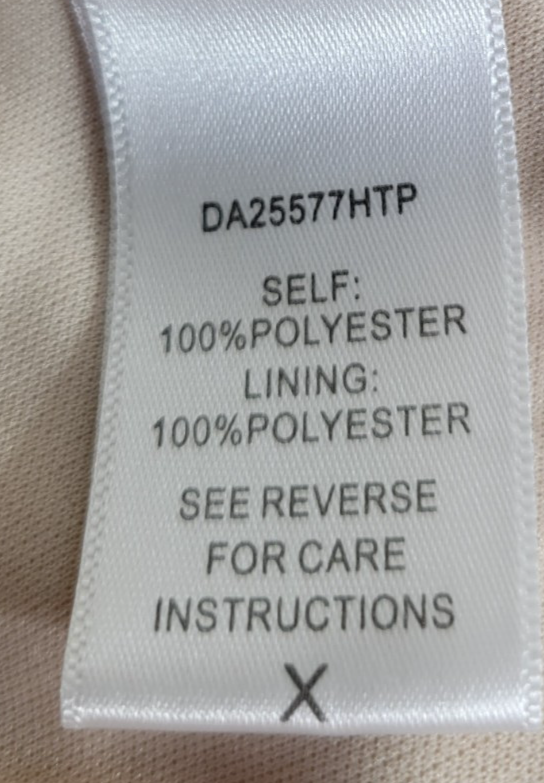 DA25577HTP
SELF:
100%POLYESTER
LINING:
100%POLYESTER
SEE REVERSE
FOR CARE
INSTRUCTIONS
X